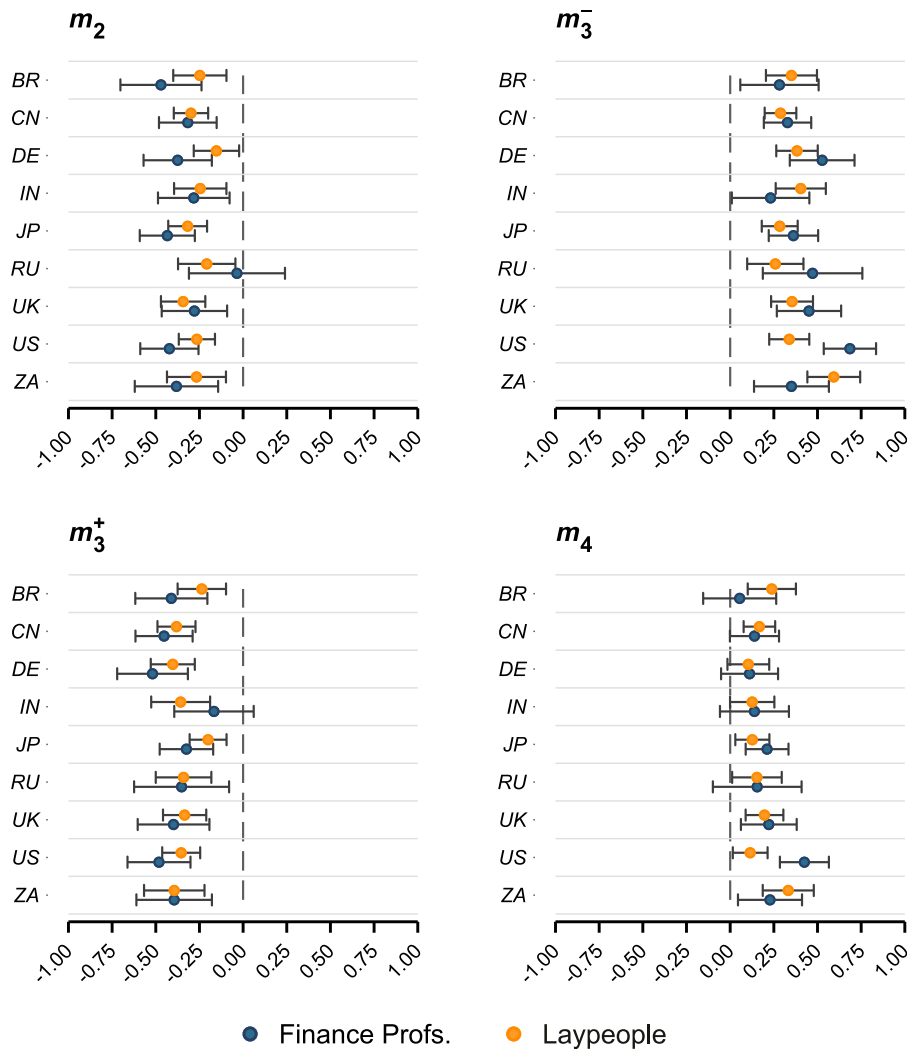 m₂
BR
CN
DE
IN
JP
RU
UK
US
ZA
-1.00 -0.75 -0.50 -0.25 0.00 0.25 0.50 0.75 1.00
m₃⁻
BR
CN
DE
IN
JP
RU
UK
US
ZA
-1.00 -0.75 -0.50 -0.25 0.00 0.25 0.50 0.75 1.00
m₃⁺
BR
CN
DE
IN
JP
RU
UK
US
ZA
-1.00 -0.75 -0.50 -0.25 0.00 0.25 0.50 0.75 1.00
m₄
BR
CN
DE
IN
JP
RU
UK
US
ZA
-1.00 -0.75 -0.50 -0.25 0.00 0.25 0.50 0.75 1.00
Finance Profs. Laypeople